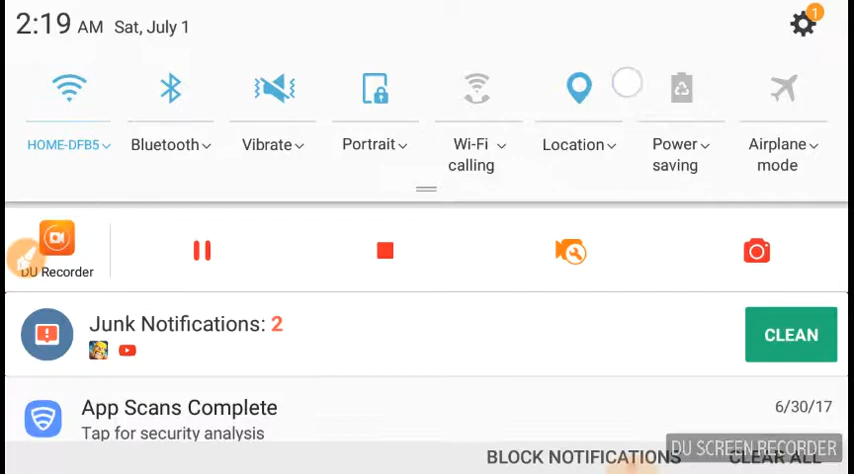 2:19 AM Sat, July 1
1
HOME-DFB5
Bluetooth
Vibrate
Portrait
Wi-Fi calling
Location
Power saving
Airplane mode
DU Recorder
Junk Notifications: 2
CLEAN
App Scans Complete
6/30/17
Tap for security analysis
BLOCK NOTIFICATIONS
CLEAR ALL
DU SCREEN RECORDER